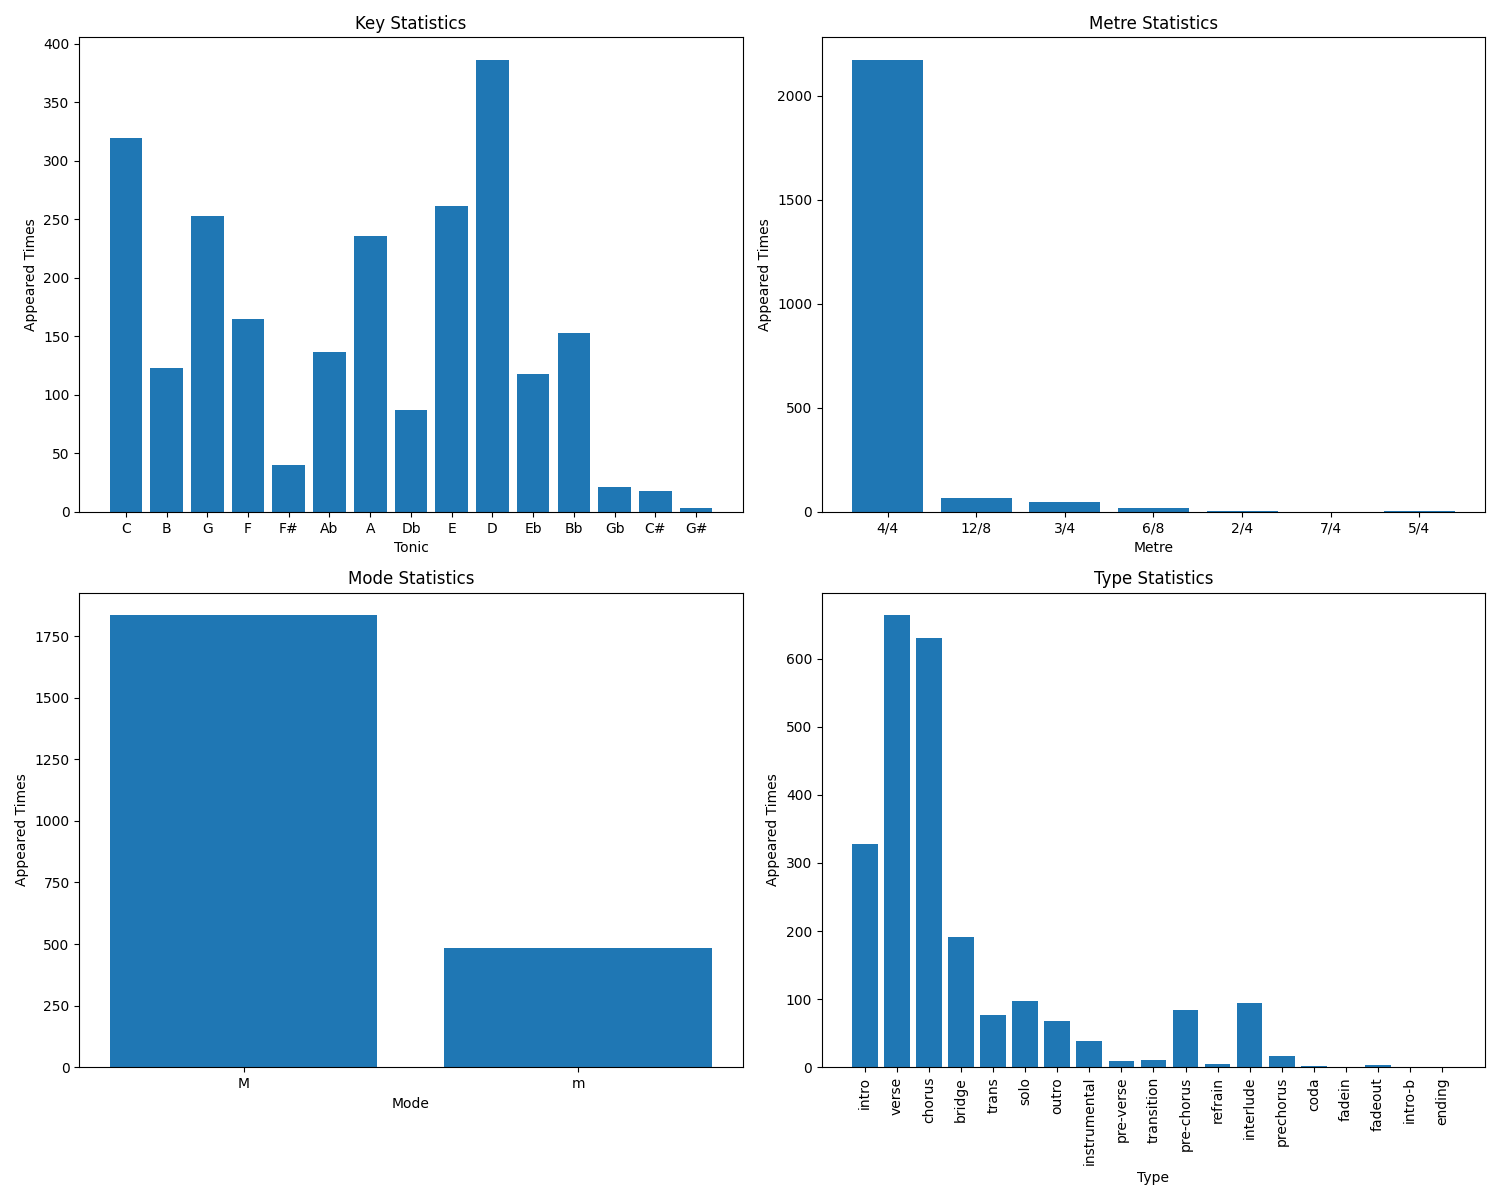 Key Statistics
Appeared Times
400
350
300
250
200
150
100
50
0
C B G F F# Ab A Db E D Eb Bb Gb C# G#
Tonic
Metre Statistics
Appeared Times
2000
1500
1000
500
0
4/4 12/8 3/4 6/8 2/4 7/4 5/4
Metre
Mode Statistics
Appeared Times
1750
1500
1250
1000
750
500
250
0
M m
Mode
Type Statistics
Appeared Times
600
500
400
300
200
100
0
intro
verse
chorus
bridge
trans
solo
outro
instrumental
pre-verse
transition
pre-chorus
refrain
interlude
prechorus
coda
fadein
fadeout
intro-b
ending
Type